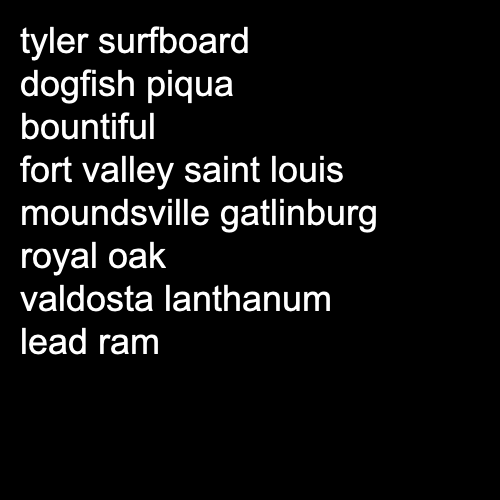 tyler surfboard
dogfish piqua
bountiful
fort valley saint louis
moundsville gatlinburg
royal oak
valdosta lanthanum
lead ram